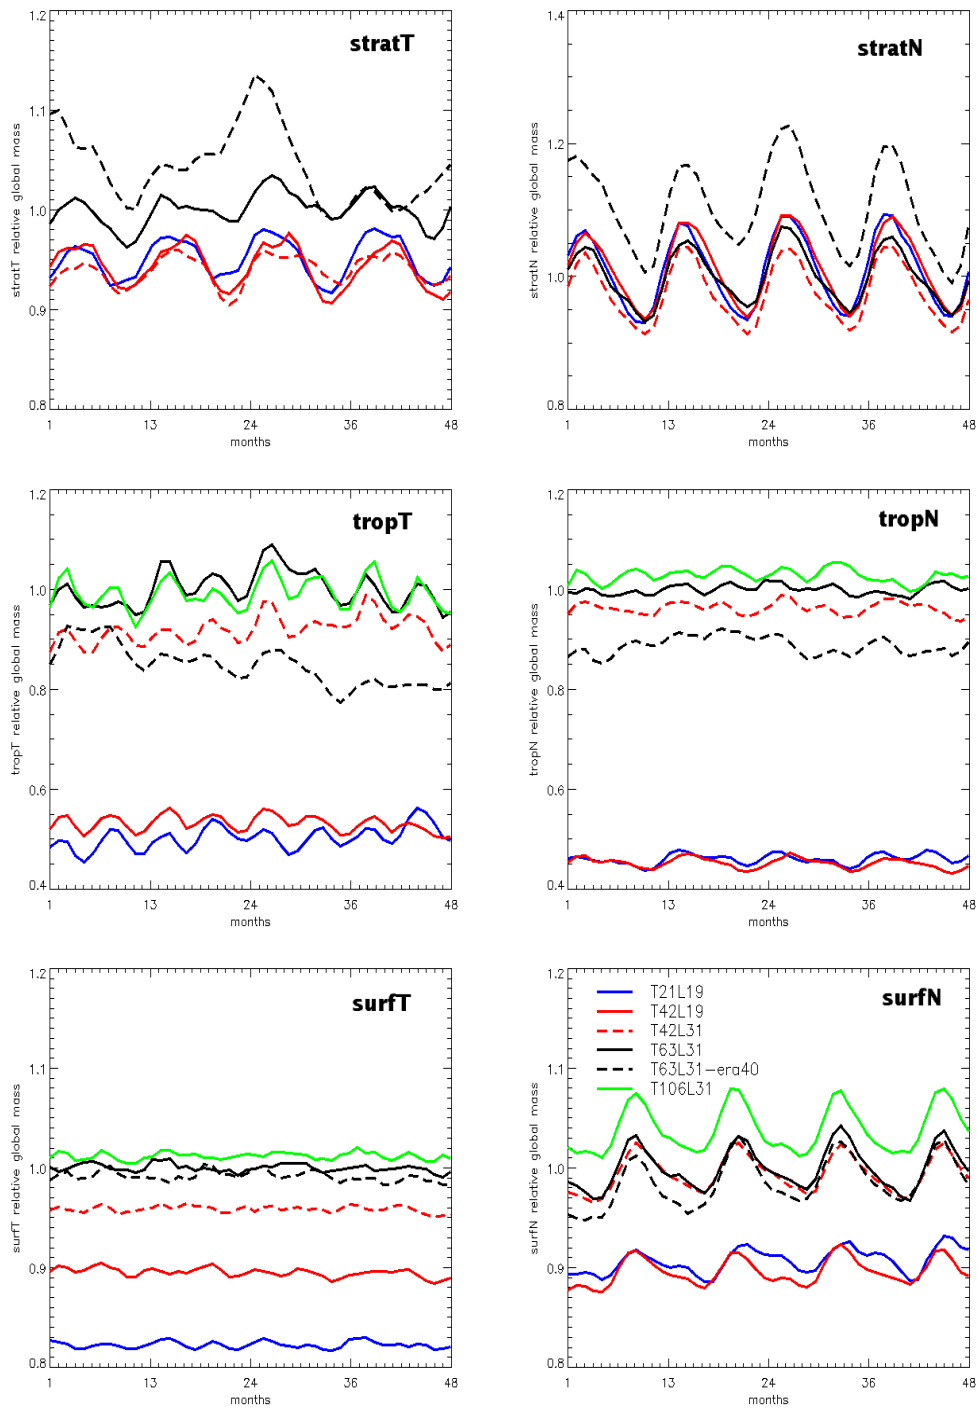 1.2
stratT
1.1
1.0
0.9
0.8
stratT relative global mass
1
13
24
36
48
months
1.4
stratN
1.2
1.0
0.8
stratN relative global mass
1
13
24
36
48
months
1.2
tropT
1.0
0.8
0.6
0.4
tropT relative global mass
1
13
24
36
48
months
1.2
tropN
1.0
0.8
0.6
0.4
tropN relative global mass
1
13
24
36
48
months
1.2
surfT
1.1
1.0
0.9
0.8
surfT relative global mass
1
13
24
36
48
months
1.2
surfN
T21L19
T42L19
T42L31
T63L31
T63L31-era40
T106L31
1.1
1.0
0.9
0.8
surfN relative global mass
1
13
24
36
48
months